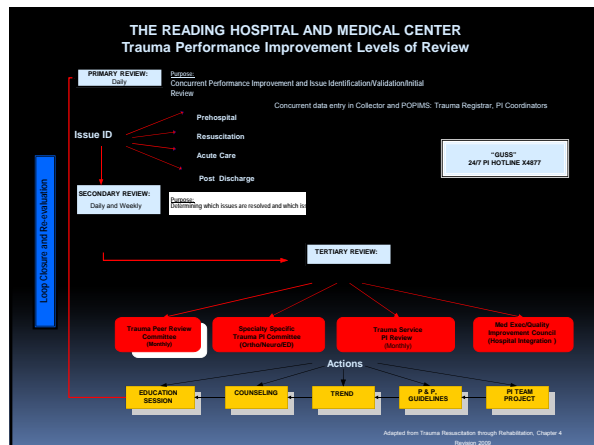 THE READING HOSPITAL AND MEDICAL CENTER
Trauma Performance Improvement Levels of Review
PRIMARY REVIEW:
Daily
Purpose:
Concurrent Performance Improvement and Issue Identification/Validation/Initial
Review
Concurrent data entry in Collector and POPIMS: Trauma Registrar, PI Coordinators
Issue ID
Prehospital
Resuscitation
Acute Care
Post Discharge
"GUSS"
24/7 PI HOTLINE X4877
SECONDARY REVIEW:
Daily and Weekly
Purpose:
Determining which issues are resolved and which is
Loop Closure and Re-evaluation
TERTIARY REVIEW:
Trauma Peer Review
Committee
(Monthly)
Specialty Specific
Trauma PI Committee
(Ortho/Neuro/ED)
Trauma Service
PI Review
(Monthly)
Med Exec/Quality
Improvement Council
(Hospital Integration )
Actions
EDUCATION
SESSION
COUNSELING
TREND
P & P,
GUIDELINES
PI TEAM
PROJECT
Adapted from Trauma Resuscitation through Rehabilitation, Chapter 4
Revision 2009